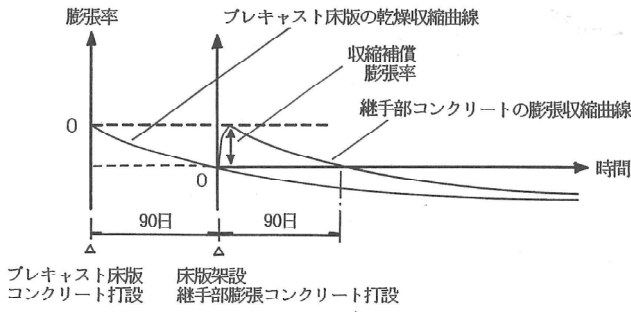 膨張率
プレキャスト床版の乾燥収縮曲線
収縮補償
膨張率
継手部コンクリートの膨張収縮曲線
0
0
時間
90日
90日
プレキャスト床版
コンクリート打設
床版架設
継手部膨張コンクリート打設